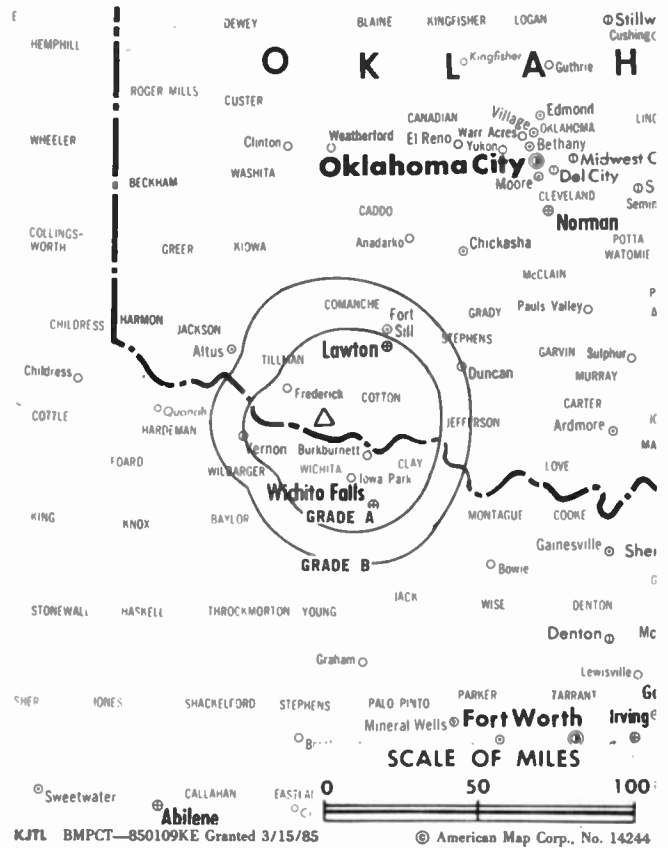 E
DEWEY BLAINE KINGFISHER LOGAN Stillw
Cushing
HEMPHILL
O K L A H
Kingfisher Guthrie
ROGER MILLS
CUSTER
Edmond
Village
CANADIAN OKLAHOMA LINC
WHEELER Clinton Weatherford El Reno Warr Acres
Yukon Bethany
Oklahoma City Midwest C
WASHITA Del City
BECKHAM Moore S
CLEVELAND Semin
CADDO Norman
COLLINGS-
WORTH
GREER KIOWA Anadarko Chickasha POTTA
WATOMIE
McCLAIN P
COMANCHE Fort
Sill
GRADY Pauls Valley
CHILDRESS HARMON JACKSON
STEPHENS
Altus TILLMAN Lawton GARVIN Sulphur
Childress Duncan MURRAY
Frederick COTTON
CARTER
COTTLE Quanah JEFFERSON Ardmore
HARDEMAN
MA
Vernon Burkburnett
FOARD WILBARGER WICHITA CLAY LOVE
Iowa Park
Wichita Falls
KING KNOX BAYLOR GRADE A MONTAGUE COOKE
Gainesville Sher
GRADE B Bowie
JACK
STONEWALL HASKELL THROCKMORTON YOUNG WISE DENTON
Denton Mc
Graham Lewisville
SHER JONES SHACKELFORD STEPHENS PALO PINTO PARKER TARRANT
Mineral Wells Fort Worth Irving
SCALE OF MILES
0 50 100
Sweetwater CALLAHAN
Abilene
KJTL BMPCT—850109KE Granted 3/15/85 © American Map Corp., No. 14244